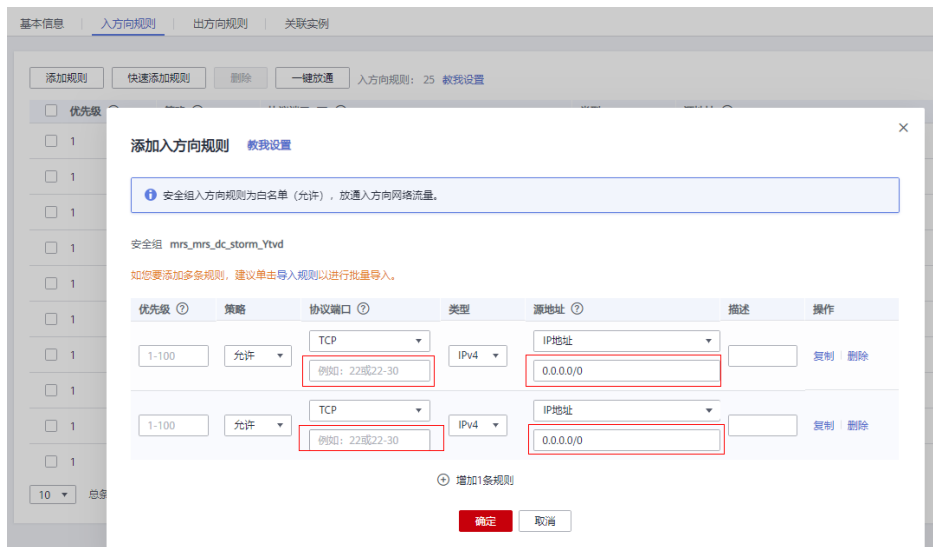 基本信息 入方向规则 出方向规则 关联实例
添加规则 快速添加规则 删除 一键放通 入方向规则: 25 教我设置
优先级
1
添加入方向规则 教我设置
1
安全组入方向规则为白名单（允许），放通入方向网络流量。
1
安全组 mrs_mrs_dc_storm_Ytvd
1
如您要添加多条规则，建议单击导入规则以进行批量导入。
1
优先级 策略 协议端口 类型 源地址 描述 操作
1
TCP IP地址
1
1-100 允许 IPv4 复制 删除
例如: 22或22-30 0.0.0.0/0
1
TCP IP地址
1
1-100 允许 IPv4 复制 删除
例如: 22或22-30 0.0.0.0/0
1
增加1条规则
10 总条
确定 取消